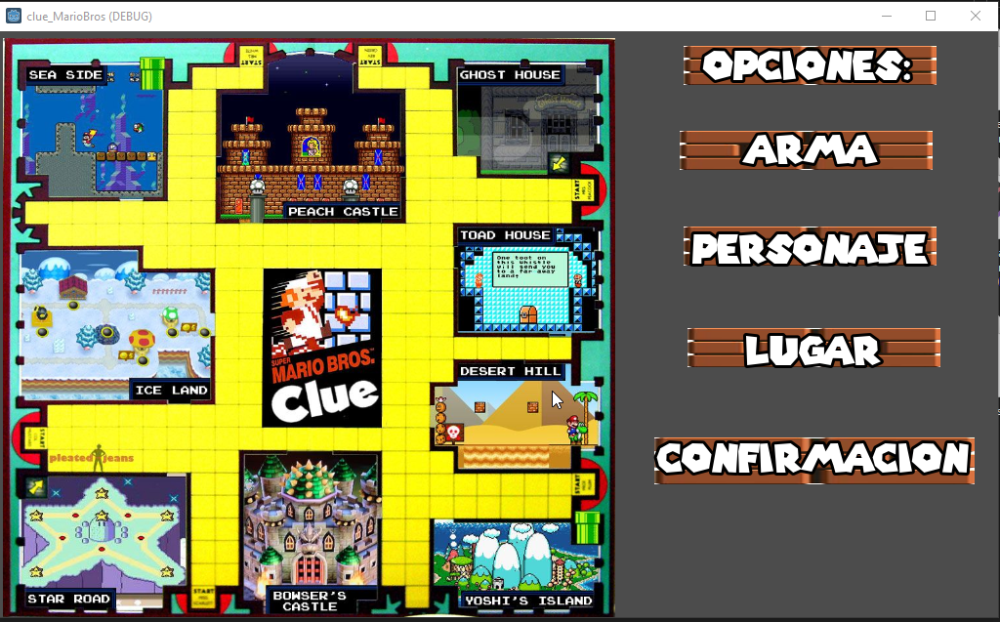 clue_MarioBros (DEBUG)
OPCIONES:
ARMA
PERSONAJE
LUGAR
CONFIRMACION
SEA SIDE
START
START
GHOST HOUSE
PEACH CASTLE
START
TOAD HOUSE
One toot on
this whistle
will send you
to a far away
land!
ICE LAND
SUPER
MARIO BROS.
Clue
DESERT HILL
pleated jeans
START
STAR ROAD
START
BOWSER'S
CASTLE
YOSHI'S ISLAND